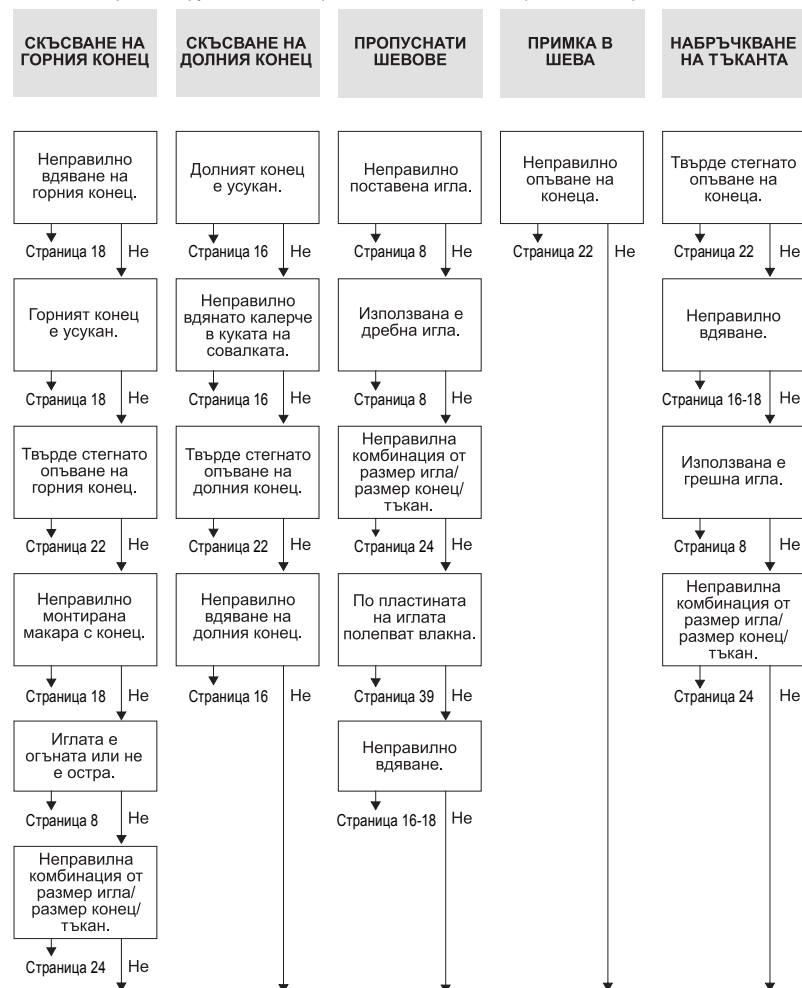 СКЪСВАНЕ НА
ГОРНИЯ КОНЕЦ
Неправилно
вдяване на
горния конец.
Страница 18 Не
Горният конец
е усукан.
Страница 18 Не
Твърде стегнато
опъване на
горния конец.
Страница 22 Не
Неправилно
монтирана
макара с конец.
Страница 18 Не
Иглата е
огъната или не
е остра.
Страница 8 Не
Неправилна
комбинация от
размер игла/
размер конец/
тъкан.
Страница 24 Не
СКЪСВАНЕ НА
ДОЛНИЯ КОНЕЦ
Долният конец
е усукан.
Страница 16 Не
Неправилно
вдянато калерче
в куката на
совалката.
Страница 16 Не
Твърде стегнато
опъване на
долния конец.
Страница 22 Не
Неправилно
вдяване на
долния конец.
Страница 16 Не
ПРОПУСНАТИ
ШЕВОВЕ
Неправилно
поставена игла.
Страница 8 Не
Използвана е
дребна игла.
Страница 8 Не
Неправилна
комбинация от
размер игла/
размер конец/
тъкан.
Страница 24 Не
По пластината
на иглата
полепват влакна.
Страница 39 Не
Неправилно
вдяване.
Страница 16-18 Не
ПРИМКА В
ШЕВА
Неправилно
опъване на
конеца.
Страница 22 Не
НАБРЪЧКВАНЕ
НА ТЪКАНТА
Твърде стегнато
опъване на
конеца.
Страница 22 Не
Неправилно
вдяване.
Страница 16-18 Не
Използвана е
грешна игла.
Страница 8 Не
Неправилна
комбинация от
размер игла/
размер конец/
тъкан.
Страница 24 Не